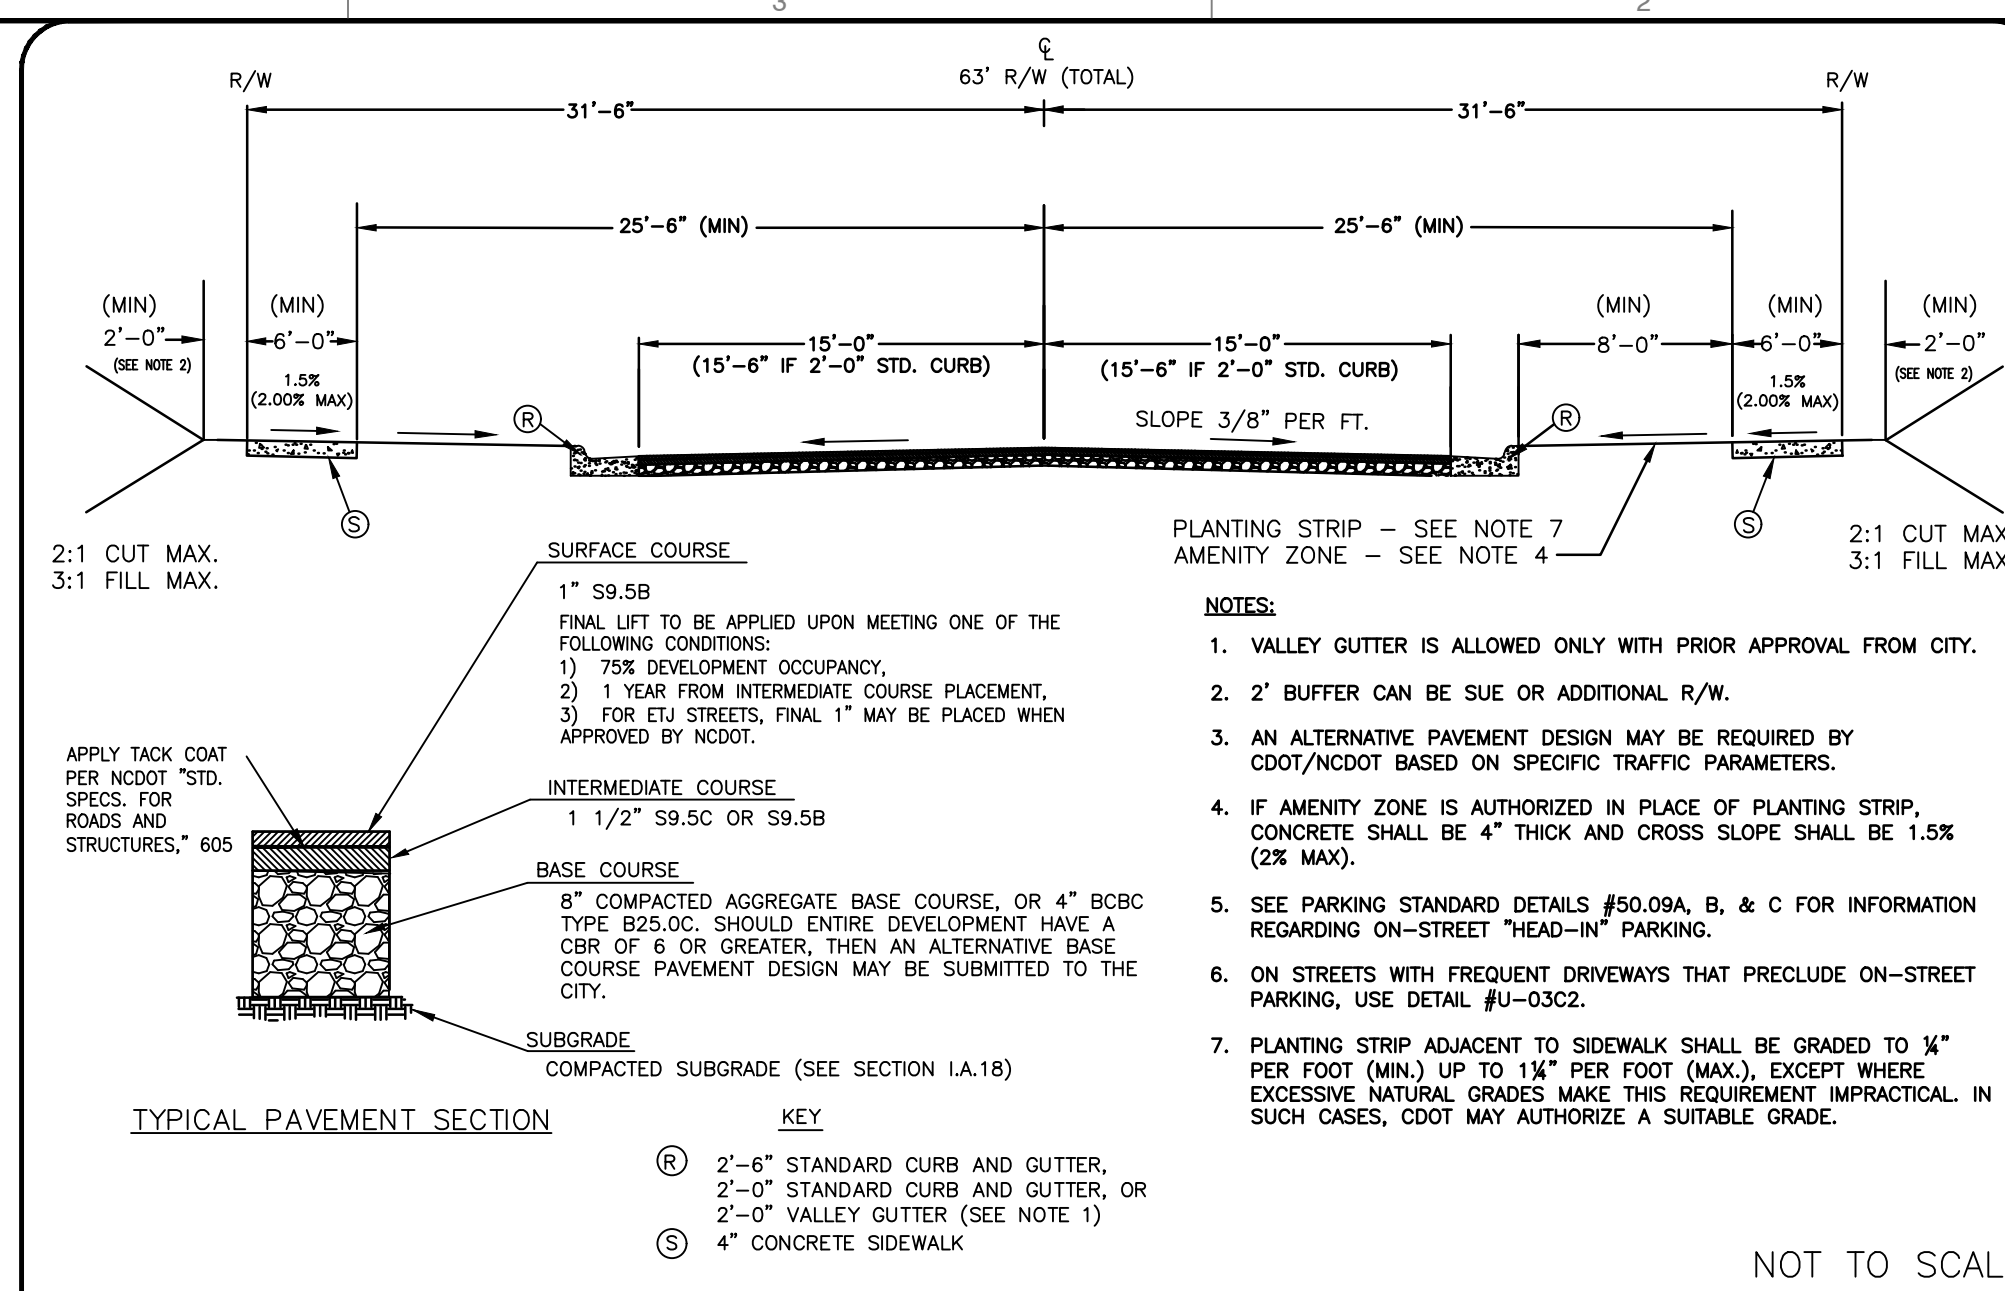 3
2
℄
63' R/W (TOTAL)
R/W
R/W
31'-6"
31'-6"
25'-6" (MIN)
25'-6" (MIN)
(MIN)
2'-0"
(SEE NOTE 2)
(MIN)
6'-0"
1.5%
(2.00% MAX)
15'-0"
(15'-6" IF 2'-0" STD. CURB)
15'-0"
(15'-6" IF 2'-0" STD. CURB)
(MIN)
8'-0"
(MIN)
6'-0"
1.5%
(2.00% MAX)
(MIN)
2'-0"
(SEE NOTE 2)
R
SLOPE 3/8" PER FT.
R
S
S
2:1 CUT MAX.
3:1 FILL MAX.
PLANTING STRIP – SEE NOTE 7
AMENITY ZONE – SEE NOTE 4
2:1 CUT MAX
3:1 FILL MAX
SURFACE COURSE
1" S9.5B
FINAL LIFT TO BE APPLIED UPON MEETING ONE OF THE
FOLLOWING CONDITIONS:
1) 75% DEVELOPMENT OCCUPANCY,
2) 1 YEAR FROM INTERMEDIATE COURSE PLACEMENT,
3) FOR ETJ STREETS, FINAL 1" MAY BE PLACED WHEN
APPROVED BY NCDOT.
APPLY TACK COAT
PER NCDOT "STD.
SPECS. FOR
ROADS AND
STRUCTURES," 605
INTERMEDIATE COURSE
1 1/2" S9.5C OR S9.5B
BASE COURSE
8" COMPACTED AGGREGATE BASE COURSE, OR 4" BCBC
TYPE B25.0C. SHOULD ENTIRE DEVELOPMENT HAVE A
CBR OF 6 OR GREATER, THEN AN ALTERNATIVE BASE
COURSE PAVEMENT DESIGN MAY BE SUBMITTED TO THE
CITY.
SUBGRADE
COMPACTED SUBGRADE (SEE SECTION I.A.18)
TYPICAL PAVEMENT SECTION
KEY
R 2'-6" STANDARD CURB AND GUTTER,
2'-0" STANDARD CURB AND GUTTER, OR
2'-0" VALLEY GUTTER (SEE NOTE 1)
S 4" CONCRETE SIDEWALK
NOTES:
1. VALLEY GUTTER IS ALLOWED ONLY WITH PRIOR APPROVAL FROM CITY.
2. 2' BUFFER CAN BE SUE OR ADDITIONAL R/W.
3. AN ALTERNATIVE PAVEMENT DESIGN MAY BE REQUIRED BY
CDOT/NCDOT BASED ON SPECIFIC TRAFFIC PARAMETERS.
4. IF AMENITY ZONE IS AUTHORIZED IN PLACE OF PLANTING STRIP,
CONCRETE SHALL BE 4" THICK AND CROSS SLOPE SHALL BE 1.5%
(2% MAX).
5. SEE PARKING STANDARD DETAILS #50.09A, B, & C FOR INFORMATION
REGARDING ON-STREET "HEAD-IN" PARKING.
6. ON STREETS WITH FREQUENT DRIVEWAYS THAT PRECLUDE ON-STREET
PARKING, USE DETAIL #U-03C2.
7. PLANTING STRIP ADJACENT TO SIDEWALK SHALL BE GRADED TO ¼"
PER FOOT (MIN.) UP TO 1¼" PER FOOT (MAX.), EXCEPT WHERE
EXCESSIVE NATURAL GRADES MAKE THIS REQUIREMENT IMPRACTICAL. IN
SUCH CASES, CDOT MAY AUTHORIZE A SUITABLE GRADE.
NOT TO SCAL